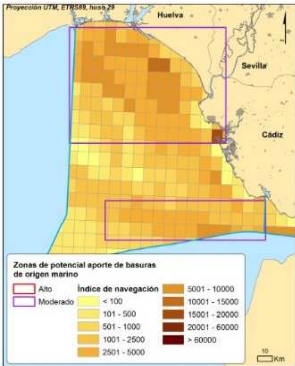 Proyección UTM, ETRS89, huso 29
Huelva
Sevilla
Cádiz
Zonas de potencial aporte de basuras
de origen marino
Alto
Moderado
Índice de navegación
< 100
101 - 500
501 - 1000
1001 - 2500
2501 - 5000
5001 - 10000
10001 - 15000
15001 - 20000
20001 - 60000
> 60000
10
Km